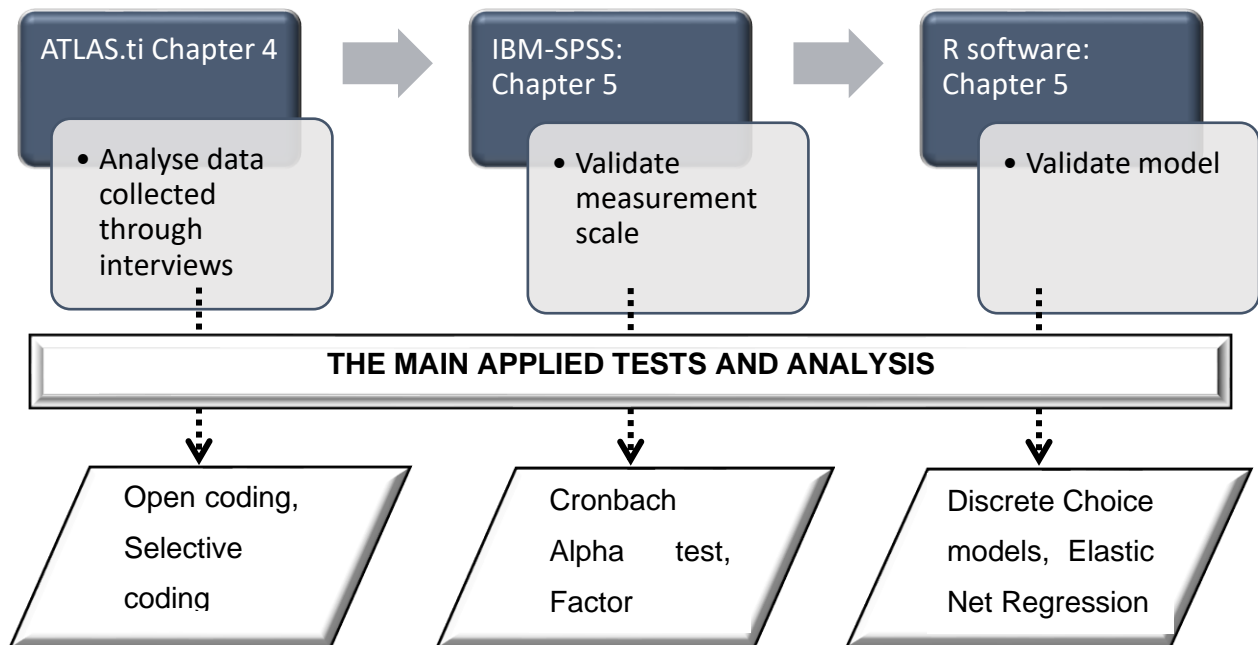 ATLAS.ti Chapter 4
IBM-SPSS:
Chapter 5
R software:
Chapter 5
• Analyse data
collected
through
interviews
• Validate
measurement
scale
• Validate model
THE MAIN APPLIED TESTS AND ANALYSIS
Open coding,
Selective
coding
Cronbach
Alpha test,
Factor
Discrete Choice
models, Elastic
Net Regression